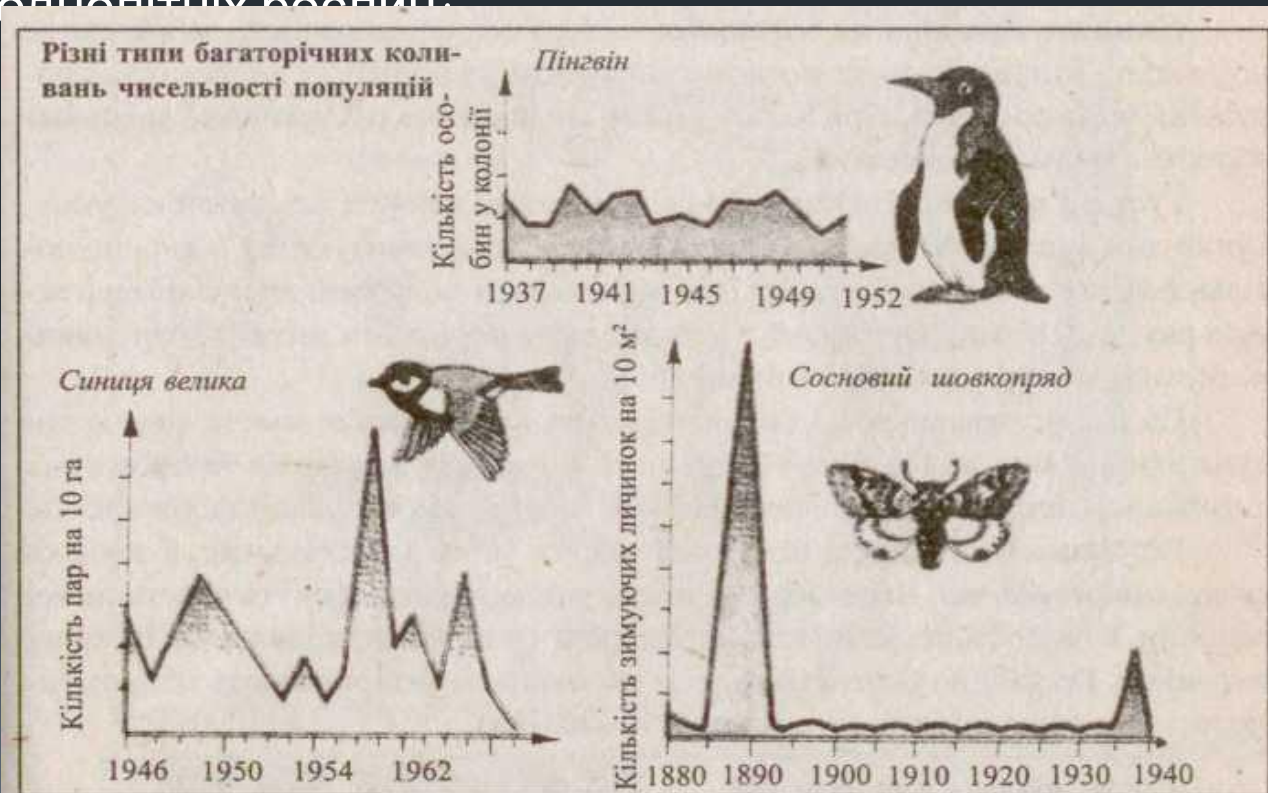 Різні типи багаторічних коли-
вань чисельності популяцій
Пінгвін
Кількість осо-
бин у колонії
1937 1941 1945 1949 1952
Синиця велика
Кількість пар на 10 га
1946 1950 1954 1962
Сосновий шовкопряд
Кількість зимуючих личинок на 10 м²
1880 1890 1900 1910 1920 1930 1940